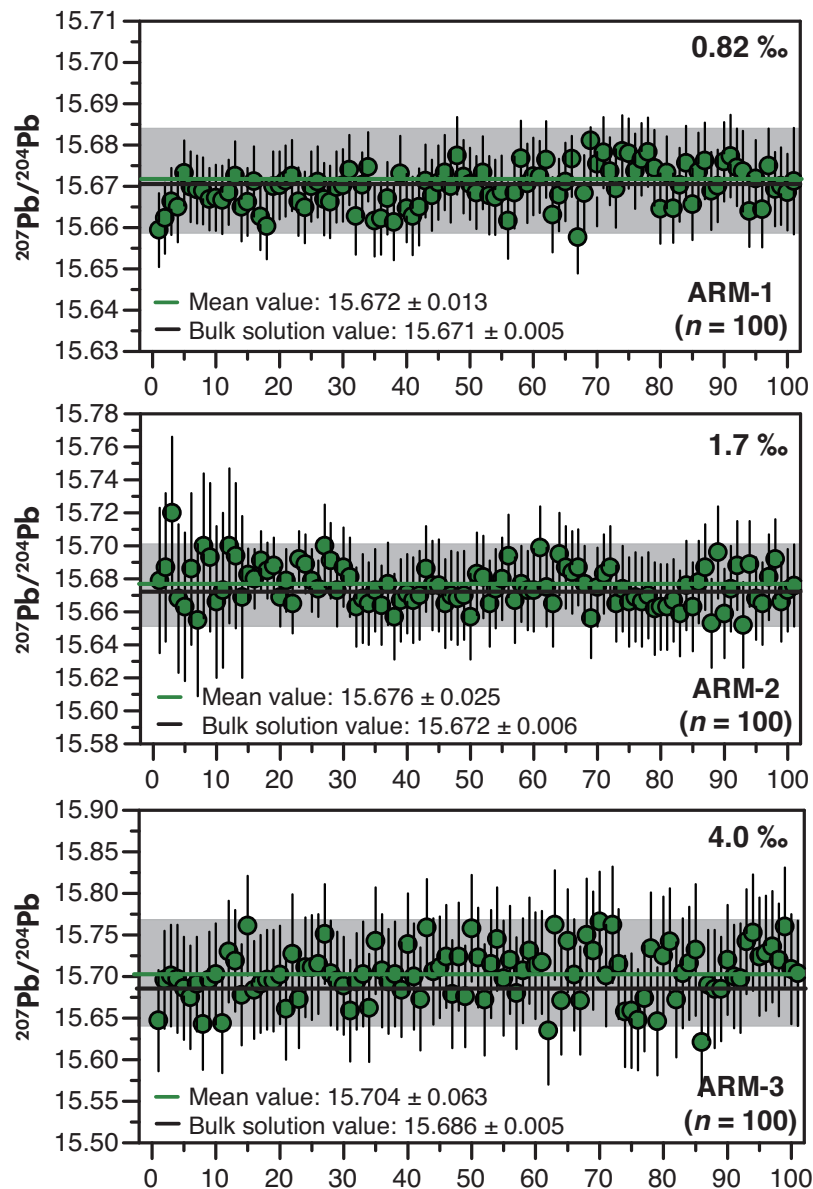 15.71
0.82 ‰
15.70
15.69
15.68
15.67
15.66
15.65
15.64
15.63
²⁰⁷Pb/²⁰⁴Pb
Mean value: 15.672 ± 0.013
Bulk solution value: 15.671 ± 0.005
ARM-1
(n = 100)
0 10 20 30 40 50 60 70 80 90 100
15.78
1.7 ‰
15.76
15.74
15.72
15.70
15.68
15.66
15.64
15.62
15.60
15.58
²⁰⁷Pb/²⁰⁴Pb
Mean value: 15.676 ± 0.025
Bulk solution value: 15.672 ± 0.006
ARM-2
(n = 100)
0 10 20 30 40 50 60 70 80 90 100
15.90
4.0 ‰
15.85
15.80
15.75
15.70
15.65
15.60
15.55
15.50
²⁰⁷Pb/²⁰⁴Pb
Mean value: 15.704 ± 0.063
Bulk solution value: 15.686 ± 0.005
ARM-3
(n = 100)
0 10 20 30 40 50 60 70 80 90 100